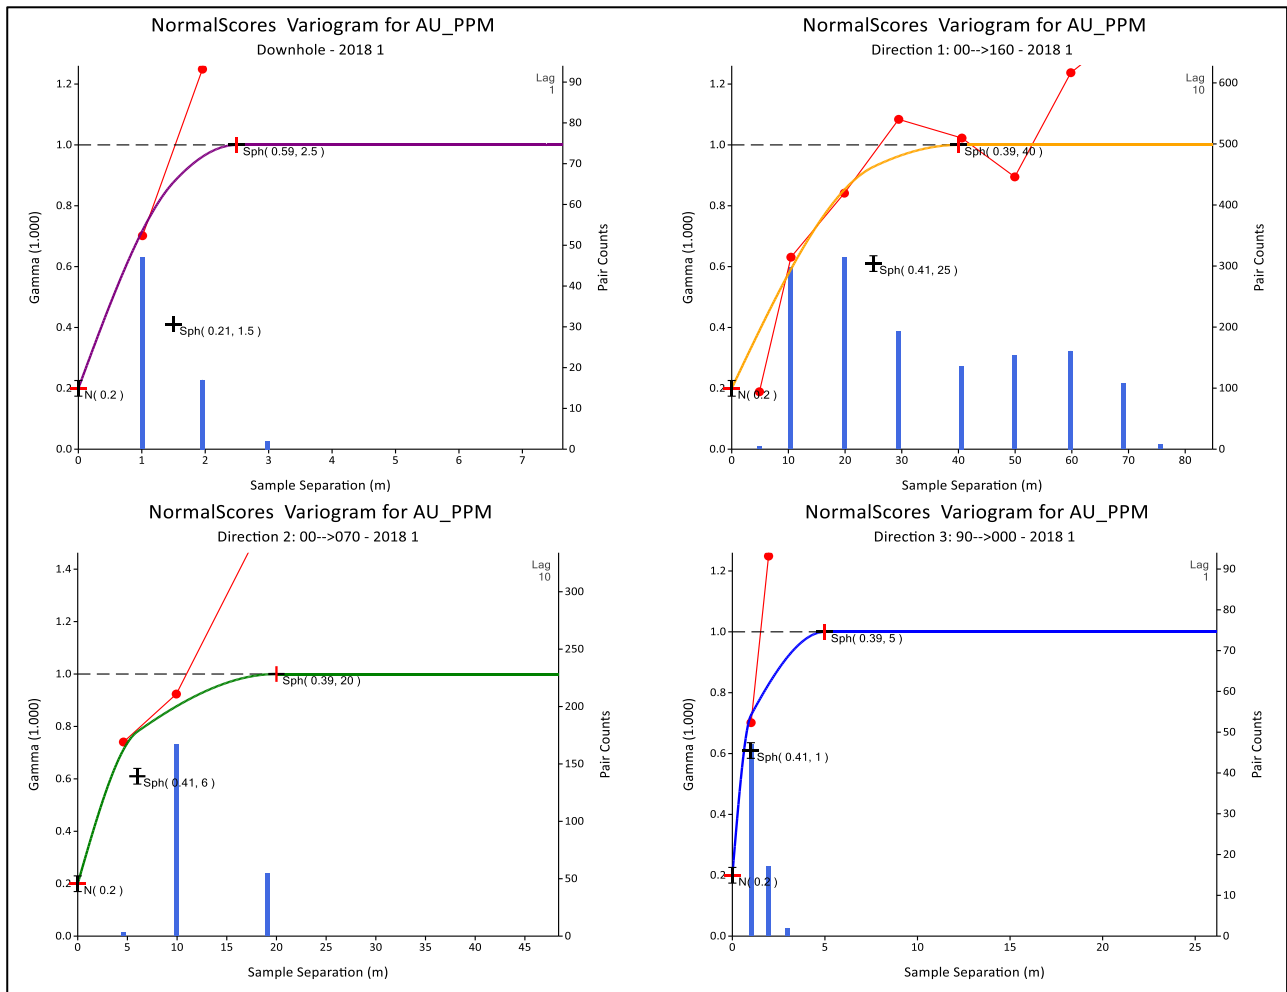 NormalScores Variogram for AU_PPM
Downhole - 2018 1
Lag
1
1.2
1.0
0.8
0.6
0.4
0.2
0.0
90
80
70
60
50
40
30
20
10
0
Gamma (1.000)
Pair Counts
Sph( 0.59, 2.5 )
Sph( 0.21, 1.5 )
N( 0.2 )
0 1 2 3 4 5 6 7
Sample Separation (m)
NormalScores Variogram for AU_PPM
Direction 1: 00-->160 - 2018 1
Lag
10
1.2
1.0
0.8
0.6
0.4
0.2
0.0
600
500
400
300
200
100
0
Gamma (1.000)
Pair Counts
Sph( 0.39, 40 )
Sph( 0.41, 25 )
N( 0.2 )
0 10 20 30 40 50 60 70 80
Sample Separation (m)
NormalScores Variogram for AU_PPM
Direction 2: 00-->070 - 2018 1
Lag
10
1.4
1.2
1.0
0.8
0.6
0.4
0.2
0.0
300
250
200
150
100
50
0
Gamma (1.000)
Pair Counts
Sph( 0.39, 20 )
Sph( 0.41, 6 )
N( 0.2 )
0 5 10 15 20 25 30 35 40 45
Sample Separation (m)
NormalScores Variogram for AU_PPM
Direction 3: 90-->000 - 2018 1
Lag
1
1.2
1.0
0.8
0.6
0.4
0.2
0.0
90
80
70
60
50
40
30
20
10
0
Gamma (1.000)
Pair Counts
Sph( 0.39, 5 )
Sph( 0.41, 1 )
N( 0.2 )
0 5 10 15 20 25
Sample Separation (m)